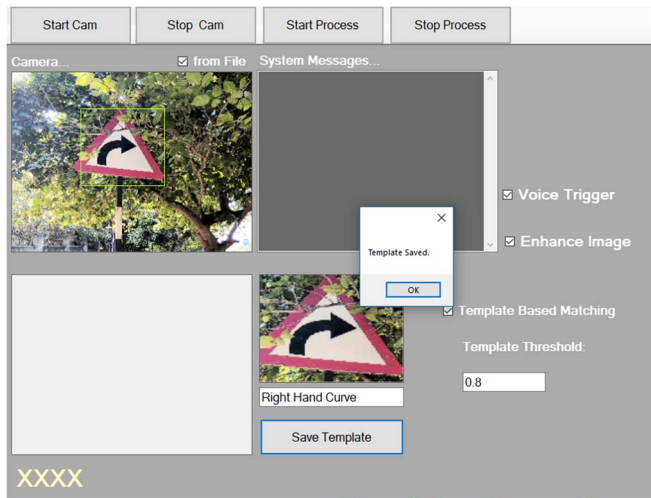 Start Cam
Stop Cam
Start Process
Stop Process
Camera...
from File
System Messages...
Voice Trigger
Enhance Image
Template Saved.
OK
Template Based Matching
Template Threshold:
0.8
Right Hand Curve
Save Template
XXXX